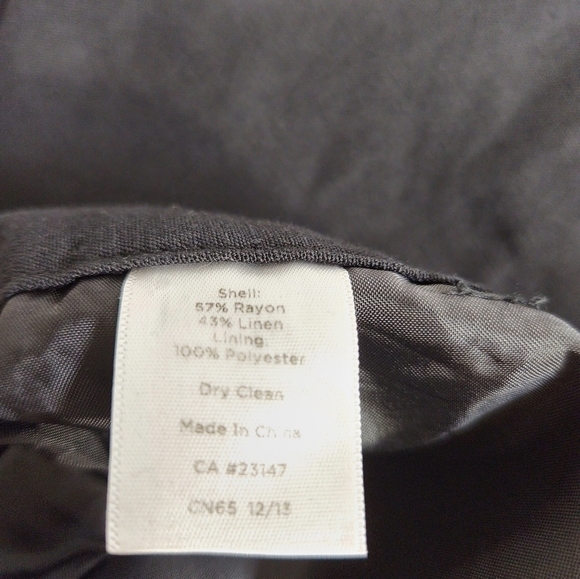 Shell:
57% Rayon
43% Linen
Lining:
100% Polyester
Dry Clean
Made In China
CA #23147
CN65 12/13